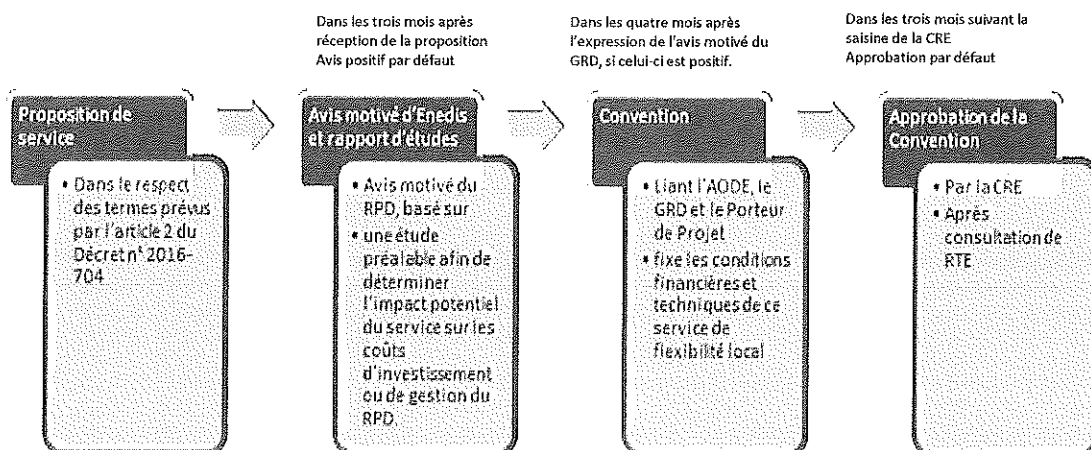 Dans les trois mois après
réception de la proposition
Avis positif par défaut
Dans les quatre mois après
l'expression de l'avis motivé du
GRD, si celui-ci est positif.
Dans les trois mois suivant la
saisine de la CRE
Approbation par défaut
Proposition de
service
• Dans le respect
des termes prévus
par l'article 2 du
Décret n° 2016-
704
Avis motivé d'Enedis
et rapport d'études
• Avis motivé du
RPD, basé sur
• une étude
préalable afin de
déterminer
l'impact potentiel
du service sur les
coûts
d'investissement
ou de gestion du
RPD.
Convention
• Liant l'AODE, le
GRD et le Porteur
de Projet
• fixe les conditions
financières et
techniques de ce
service de
flexibilité local
Approbation de la
Convention
• Par la CRE
• Après
consultation de
RTE